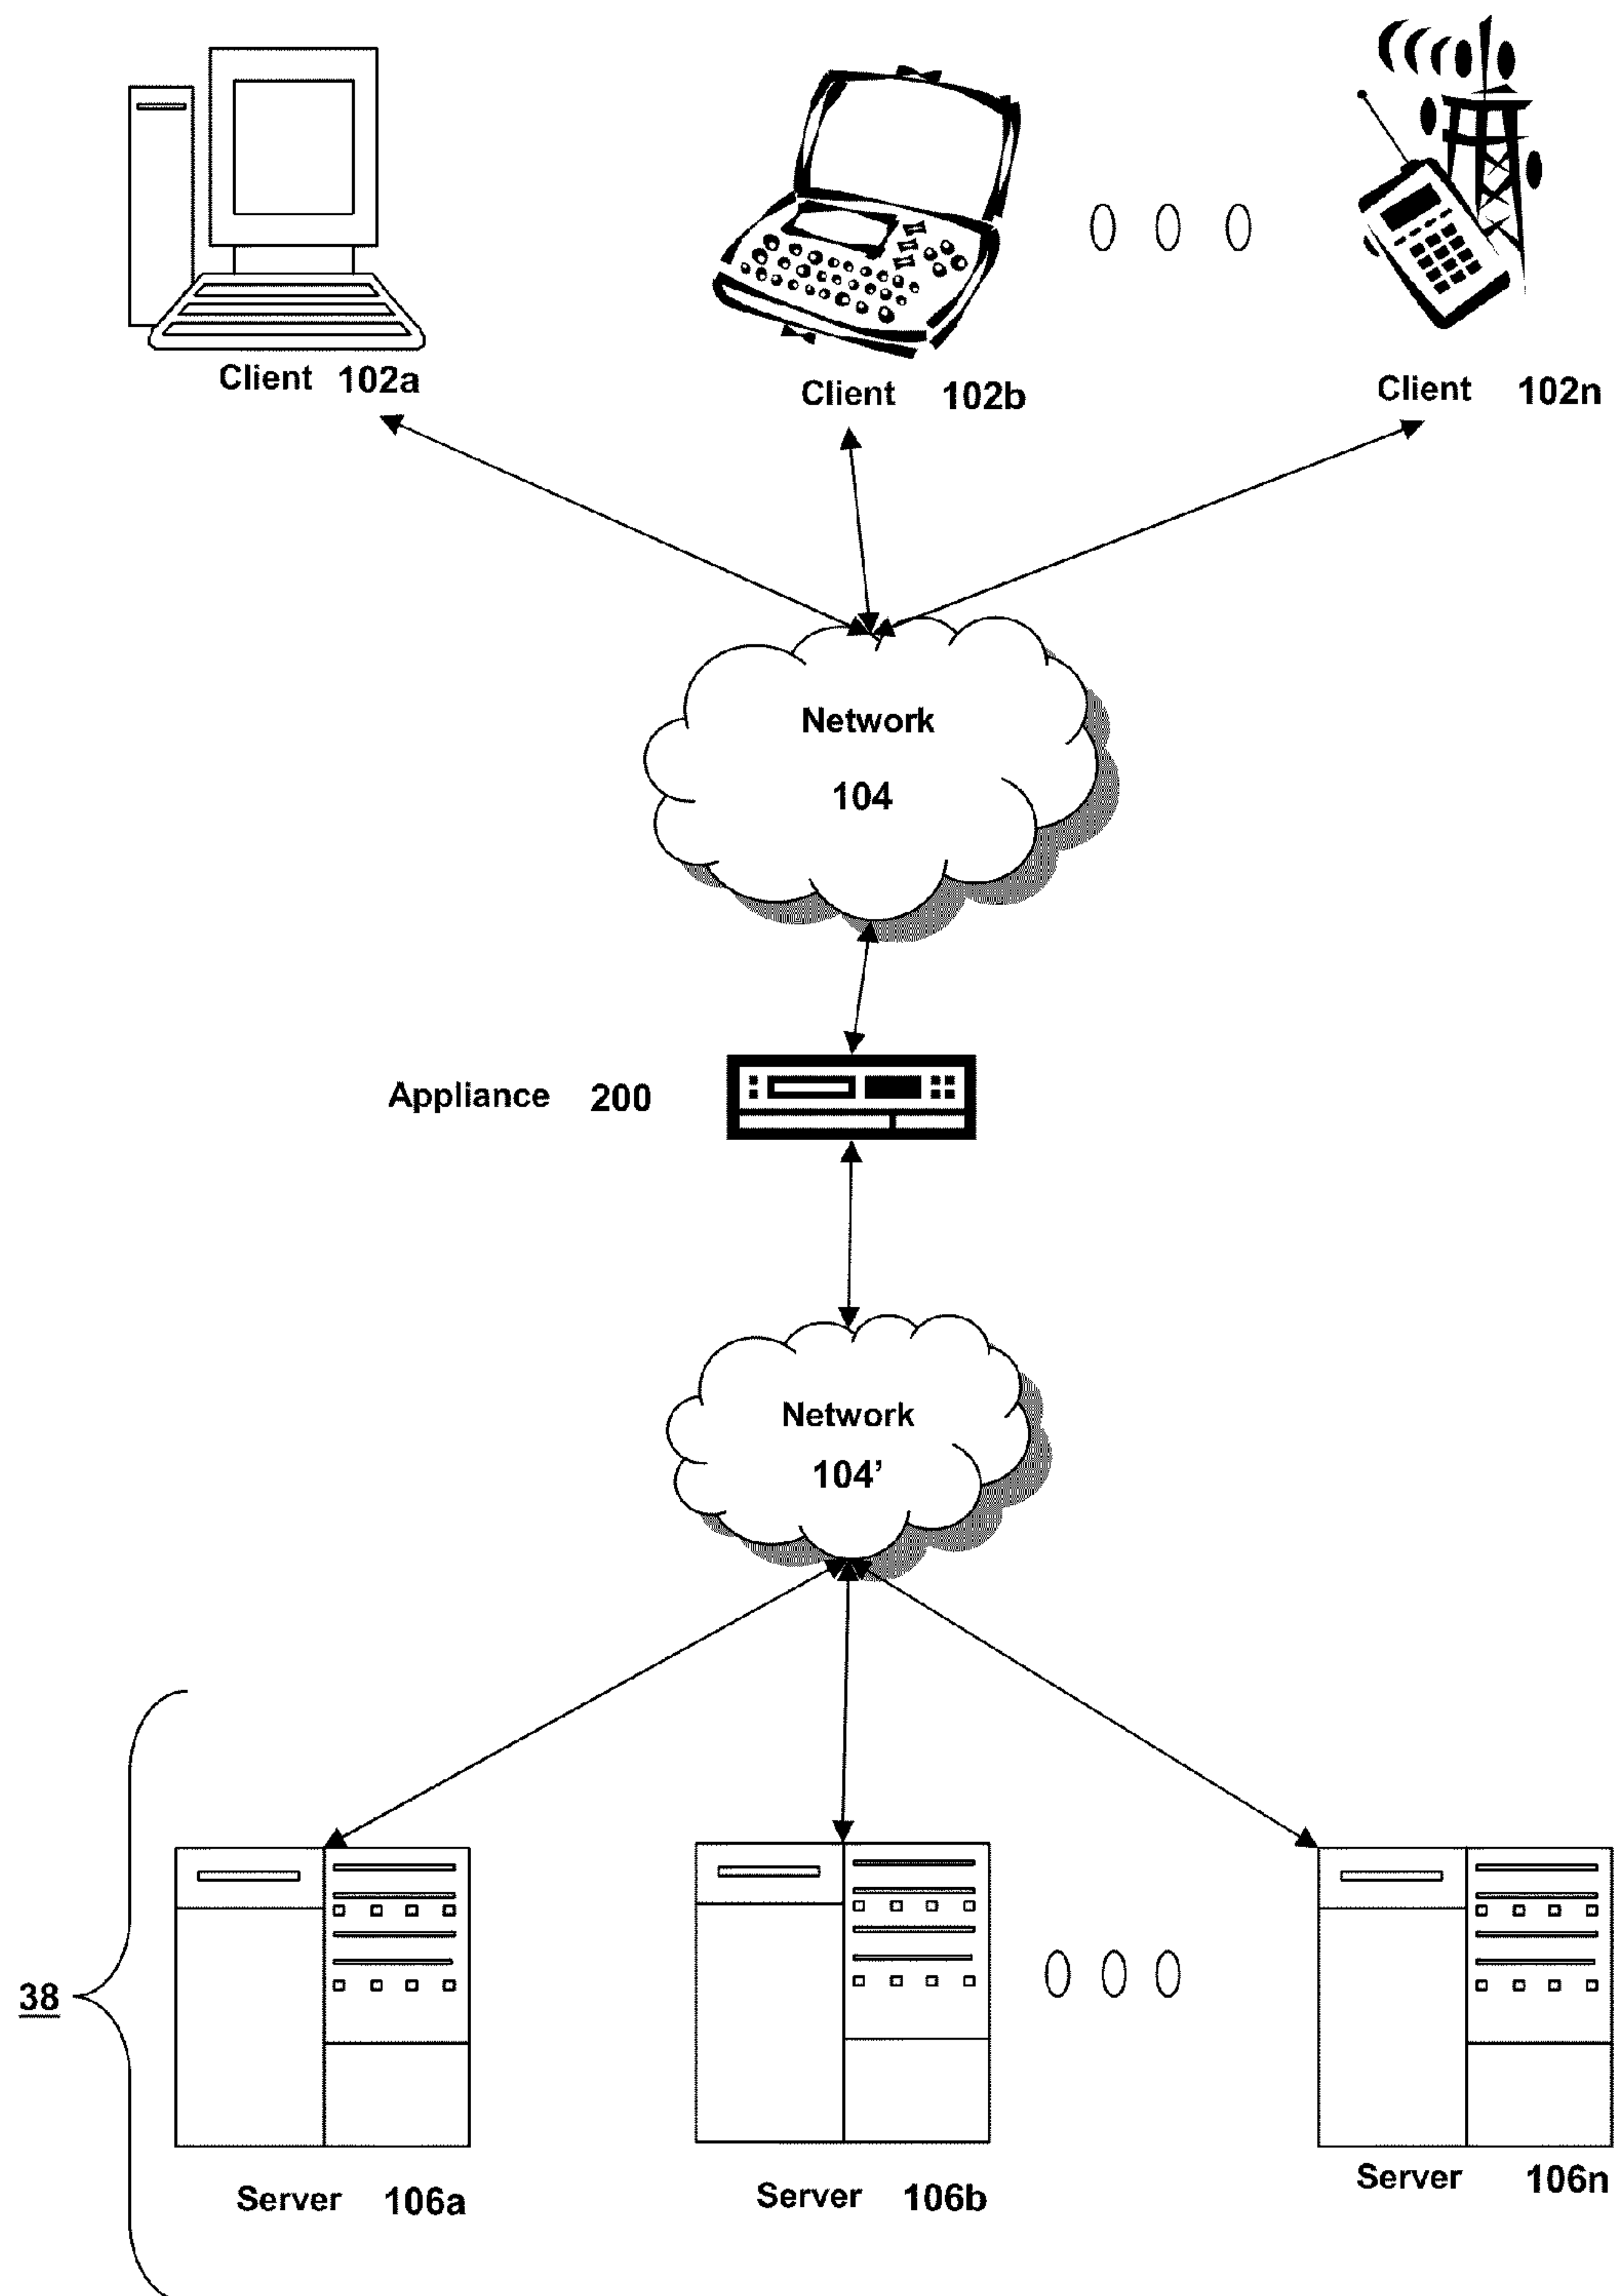 Client 102a
Client 102b
Client 102n
Network
104
Appliance 200
Network
104’
38
Server 106a
Server 106b
Server 106n